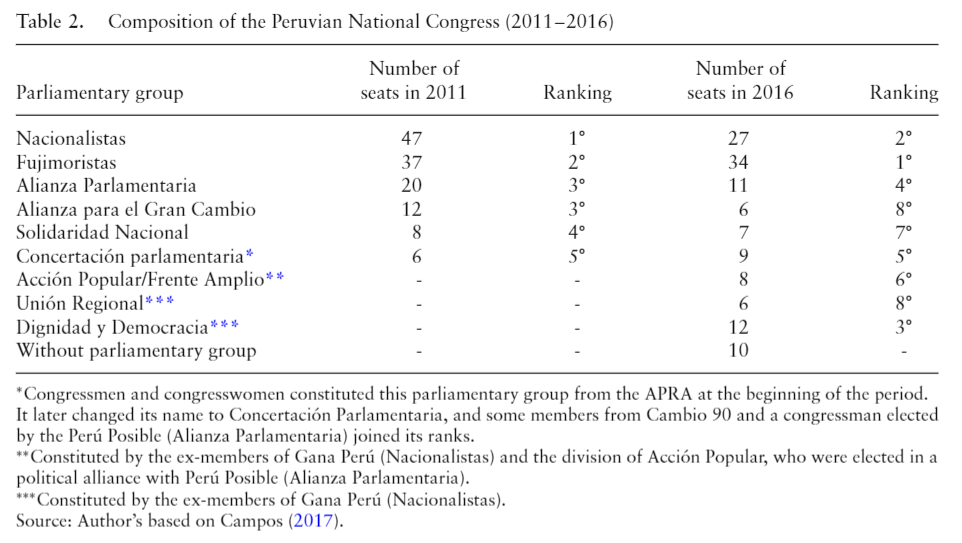 Table 2. Composition of the Peruvian National Congress (2011–2016)
Number of Number of
Parliamentary group seats in 2011 Ranking seats in 2016 Ranking
Nacionalistas 47 1° 27 2°
Fujimoristas 37 2° 34 1°
Alianza Parlamentaria 20 3° 11 4°
Alianza para el Gran Cambio 12 3° 6 8°
Solidaridad Nacional 8 4° 7 7°
Concertación parlamentaria* 6 5° 9 5°
Acción Popular/Frente Amplio** - - 8 6°
Unión Regional*** - - 6 8°
Dignidad y Democracia*** - - 12 3°
Without parliamentary group - - 10 -
*Congressmen and congresswomen constituted this parliamentary group from the APRA at the beginning of the period.
It later changed its name to Concertación Parlamentaria, and some members from Cambio 90 and a congressman elected
by the Perú Posible (Alianza Parlamentaria) joined its ranks.
**Constituted by the ex-members of Gana Perú (Nacionalistas) and the division of Acción Popular, who were elected in a
political alliance with Perú Posible (Alianza Parlamentaria).
***Constituted by the ex-members of Gana Perú (Nacionalistas).
Source: Author's based on Campos (2017).